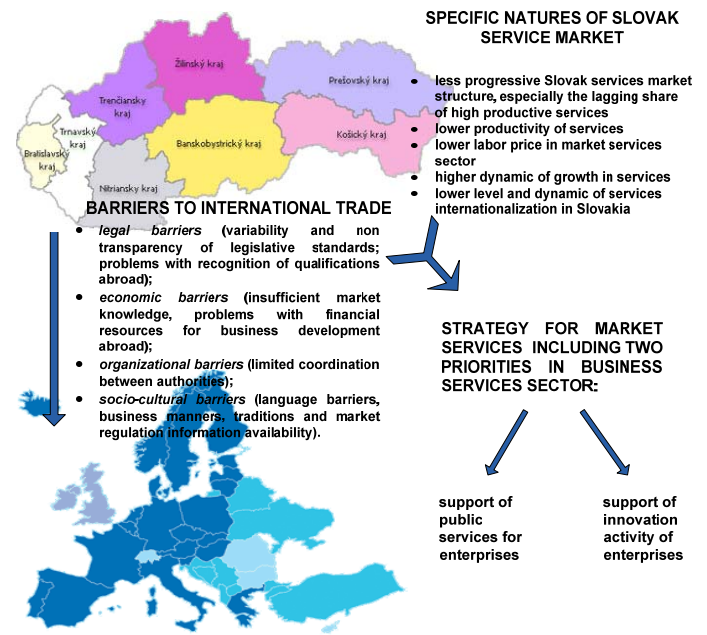 SPECIFIC NATURES OF SLOVAK
SERVICE MARKET
Žilinský kraj
Prešovský kraj
Trenčiansky
kraj
Trnavský
kraj
Banskobystrický kraj
Košický kraj
Bratislavský
kraj
Nitriansky kraj
• less progressive Slovak services market
structure, especially the lagging share
of high productive services
• lower productivity of services
• lower labor price in market services
sector
• higher dynamic of growth in services
• lower level and dynamic of services
internationalization in Slovakia
BARRIERS TO INTERNATIONAL TRADE
• legal barriers (variability and non
transparency of legislative standards;
problems with recognition of qualifications
abroad);
• economic barriers (insufficient market
knowledge, problems with financial
resources for business development
abroad);
• organizational barriers (limited coordination
between authorities);
• socio-cultural barriers (language barriers,
business manners, traditions and market
regulation information availability).
STRATEGY FOR MARKET
SERVICES INCLUDING TWO
PRIORITIES IN BUSINESS
SERVICES SECTOR:
support of
public
services for
enterprises
support of
innovation
activity of
enterprises